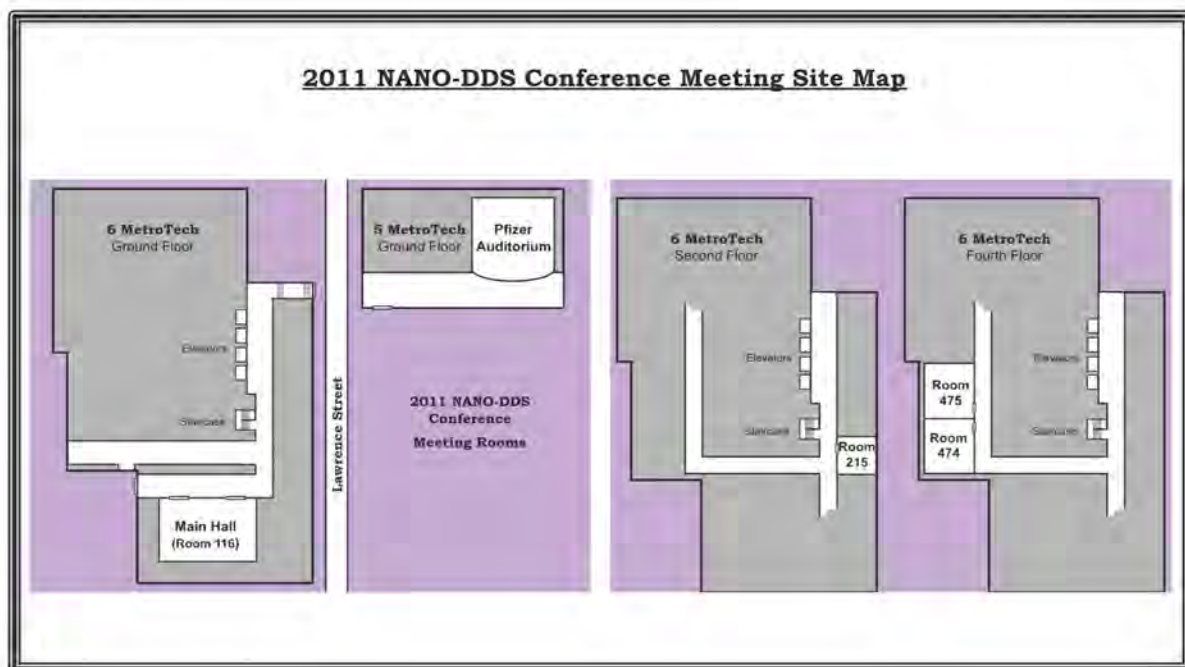 2011 NANO-DDS Conference Meeting Site Map
6 MetroTech
Ground Floor
Elevators
Staircase
Main Hall
(Room 116)
Lawrence Street
5 MetroTech
Ground Floor
Pfizer
Auditorium
2011 NANO-DDS
Conference
Meeting Rooms
6 MetroTech
Second Floor
Elevators
Staircase
Room
215
6 MetroTech
Fourth Floor
Elevators
Room
475
Staircase
Room
474